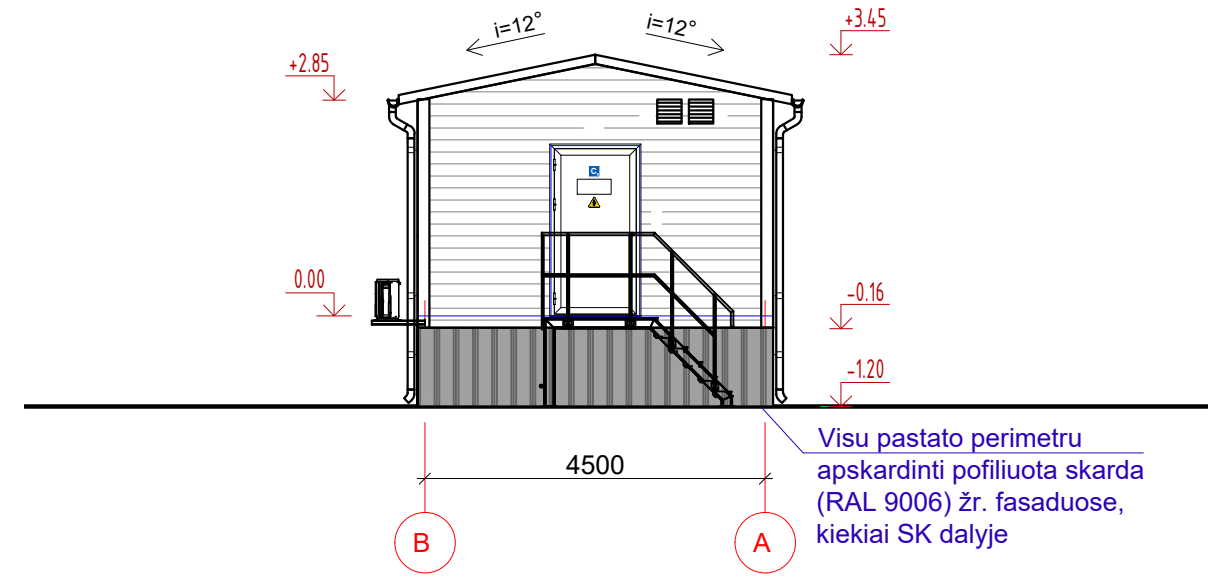 i=12°
i=12°
+3.45
+2.85
C
0.00
-0.16
-1.20
4500
Visu pastato perimetru
apskardinti pofiliuota skarda
(RAL 9006) žr. fasaduose,
kiekiai SK dalyje
B
A